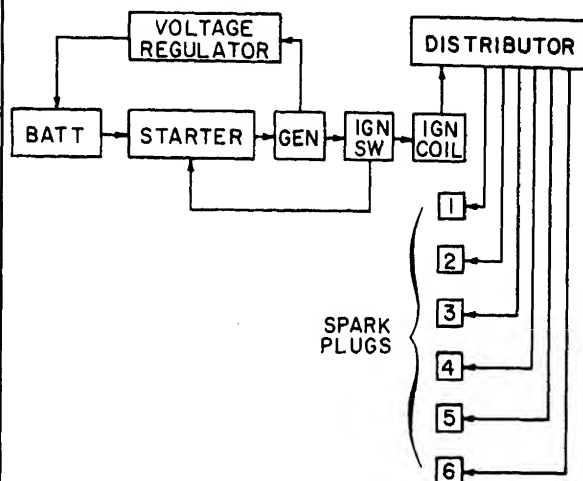 VOLTAGE
REGULATOR
DISTRIBUTOR
BATT
STARTER
GEN
IGN
SW
IGN
COIL
1
2
3
SPARK
PLUGS
4
5
6